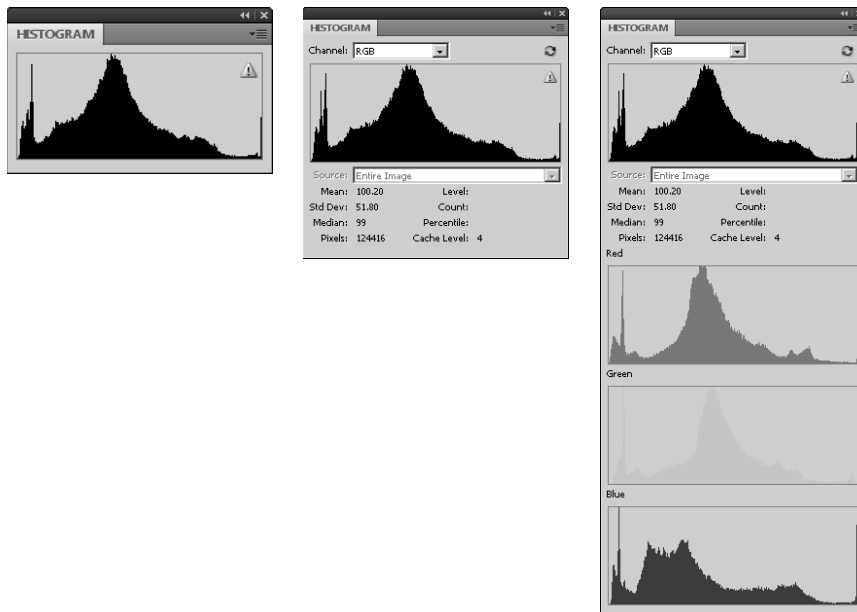 HISTOGRAM
HISTOGRAM
Channel: RGB
Source: Entire Image
Mean: 100.20 Level:
Std Dev: 51.80 Count:
Median: 99 Percentile:
Pixels: 124416 Cache Level: 4
HISTOGRAM
Channel: RGB
Source: Entire Image
Mean: 100.20 Level:
Std Dev: 51.80 Count:
Median: 99 Percentile:
Pixels: 124416 Cache Level: 4
Red
Green
Blue